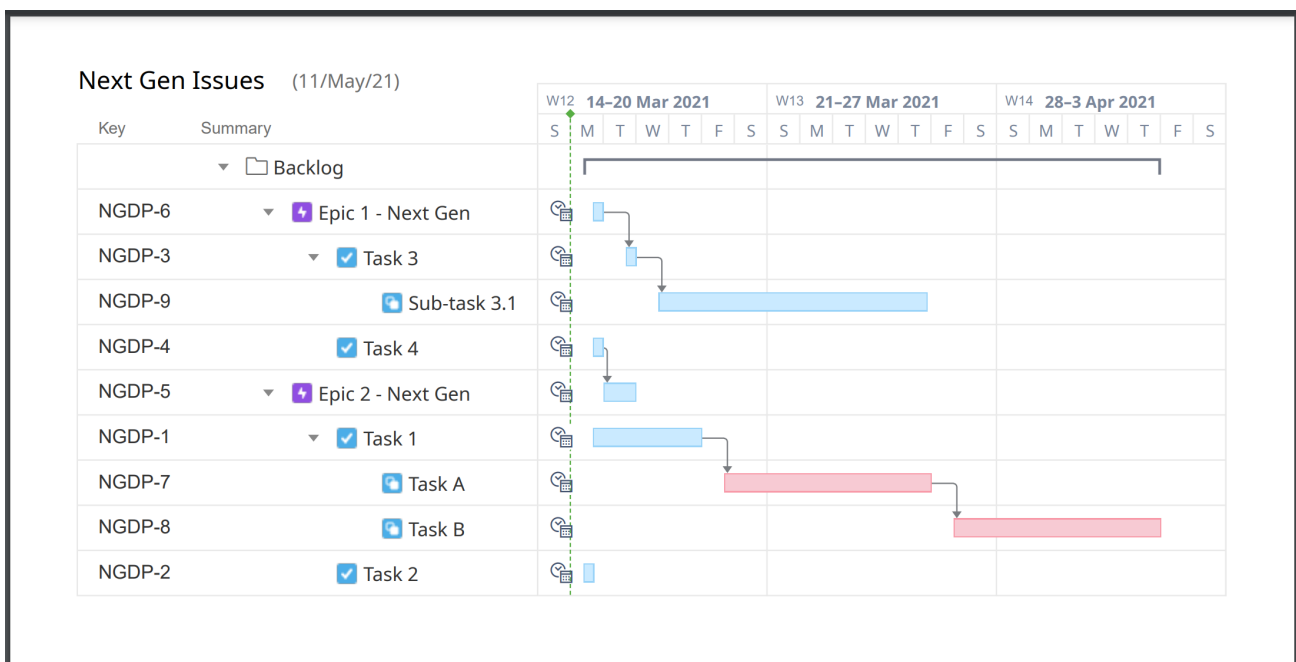 Next Gen Issues (11/May/21)
W12 14–20 Mar 2021 W13 21–27 Mar 2021 W14 28–3 Apr 2021
Key Summary S M T W T F S S M T W T F S S M T W T F S
Backlog
NGDP-6 Epic 1 - Next Gen
NGDP-3 Task 3
NGDP-9 Sub-task 3.1
NGDP-4 Task 4
NGDP-5 Epic 2 - Next Gen
NGDP-1 Task 1
NGDP-7 Task A
NGDP-8 Task B
NGDP-2 Task 2